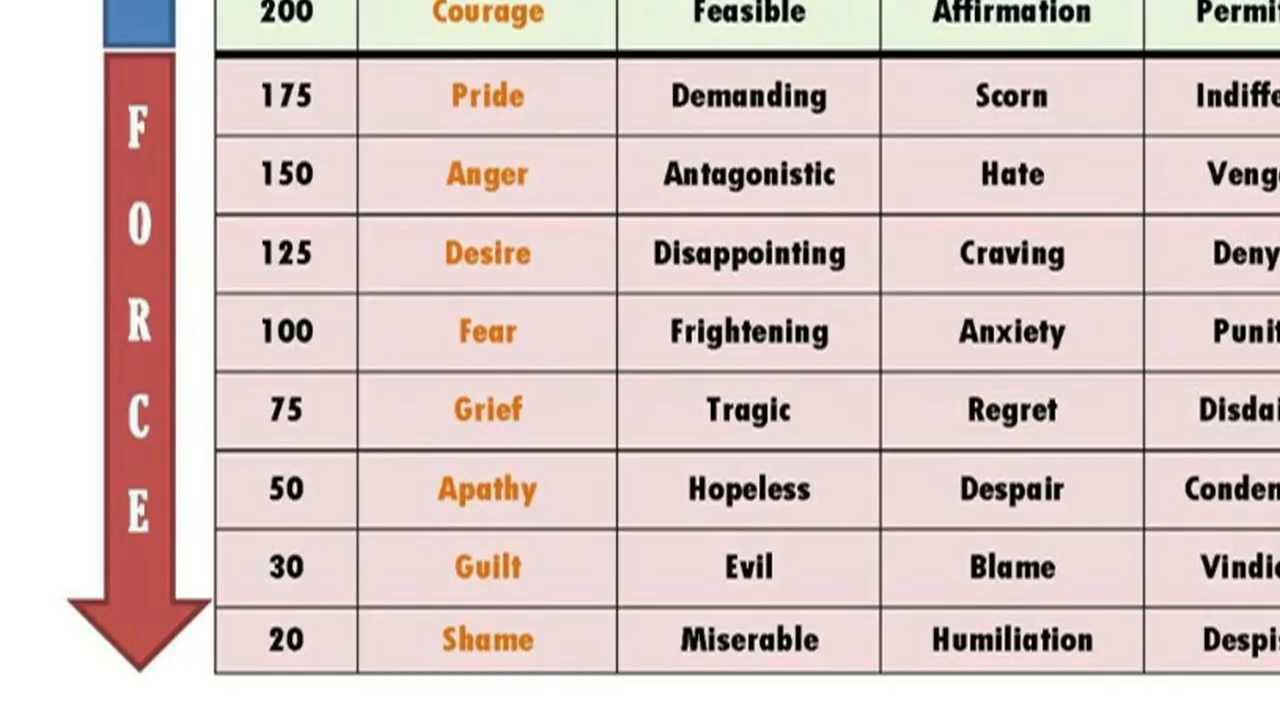 200 Courage Feasible Affirmation
175 Pride Demanding Scorn
150 Anger Antagonistic Hate
125 Desire Disappointing Craving
100 Fear Frightening Anxiety
75 Grief Tragic Regret
50 Apathy Hopeless Despair
30 Guilt Evil Blame
20 Shame Miserable Humiliation
FORCE